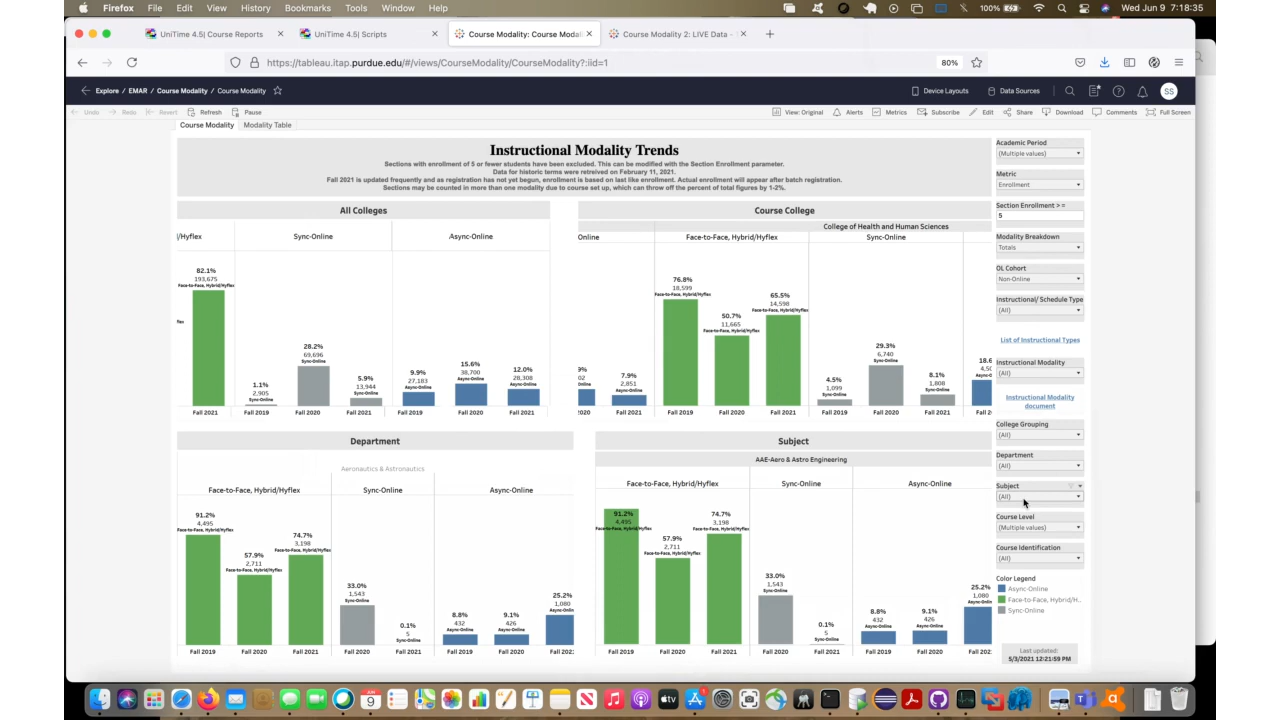 Firefox File Edit View History Bookmarks Tools Window Help 100% Wed Jun 9 7:18:35
UniTime 4.5| Course Reports × UniTime 4.5| Scripts × Course Modality: Course Moda × Course Modality 2: LIVE Data - × +
https://tableau.itap.purdue.edu/#/views/CourseModality/CourseModality?:iid=1 80%
Explore / EMAR / Course Modality / Course Modality Device Layouts Data Sources SS
Undo Redo Revert Refresh Pause View: Original Alerts Metrics Subscribe Edit Share Download Comments Full Screen
Course Modality Modality Table
Instructional Modality Trends
Sections with enrollment of 5 or fewer students have been excluded. This can be modified with the Section Enrollment parameter.
Data for historic terms were retreived on February 11, 2021.
Fall 2021 is updated frequently and as registration has not yet begun, enrollment is based on last like enrollment. Actual enrollment will appear after batch registration.
Sections may be counted in more than one modality due to course set up, which can throw off the percent of total figures by 1-2%.
All Colleges
/Hyflex Sync-Online Async-Online
82.1%
193,675
Face-to-Face, Hybrid/Hyflex
1.1%
2,905
Sync-Online
28.2%
69,696
Sync-Online
5.9%
13,944
Sync-Online
9.9%
27,183
Async-Online
15.6%
38,700
Async-Online
12.0%
28,308
Async-Online
Fall 2021 Fall 2019 Fall 2020 Fall 2021 Fall 2019 Fall 2020 Fall 2021
Course College
College of Health and Human Sciences
Online Face-to-Face, Hybrid/Hyflex Sync-Online
9%
02
Online
7.9%
2,851
Async-Online
76.8%
18,599
Face-to-Face, Hybrid/Hyflex
50.7%
11,665
Face-to-Face, Hybrid/Hyflex
65.5%
14,598
Face-to-Face, Hybrid/Hyflex
4.5%
1,099
Sync-Online
29.3%
6,740
Sync-Online
8.1%
1,808
Sync-Online
18.6
4,50
Async-Onli
2020 Fall 2021 Fall 2019 Fall 2020 Fall 2021 Fall 2019 Fall 2020 Fall 2021 Fall 2
Department
Aeronautics & Astronautics
Face-to-Face, Hybrid/Hyflex Sync-Online Async-Online
91.2%
4,495
Face-to-Face, Hybrid/Hyflex
57.9%
2,711
Face-to-Face, Hybrid/Hyflex
74.7%
3,198
Face-to-Face, Hybrid/Hyflex
33.0%
1,543
Sync-Online
0.1%
5
Sync-Online
8.8%
432
Async-Online
9.1%
426
Async-Online
25.2%
1,080
Async-Online
Fall 2019 Fall 2020 Fall 2021 Fall 2020 Fall 2021 Fall 2019 Fall 2020 Fall 202:
Subject
AAE-Aero & Astro Engineering
Face-to-Face, Hybrid/Hyflex Sync-Online Async-Online
91.2%
4,495
Face-to-Face, Hybrid/Hyflex
57.9%
2,711
Face-to-Face, Hybrid/Hyflex
74.7%
3,198
Face-to-Face, Hybrid/Hyflex
33.0%
1,543
Sync-Online
0.1%
5
Sync-Online
8.8%
432
Async-Online
9.1%
426
Async-Online
25.2%
1,080
Async-Onlin
Fall 2019 Fall 2020 Fall 2021 Fall 2020 Fall 2021 Fall 2019 Fall 2020 Fall 202
Academic Period
(Multiple values)
Metric
Enrollment
Section Enrollment > =
5
Modality Breakdown
Totals
OL Cohort
Non-Online
Instructional/ Schedule Type
(All)
List of Instructional Types
Instructional Modality
(All)
Instructional Modality
document
College Grouping
(All)
Department
(All)
Subject
(All)
Course Level
(Multiple values)
Course Identification
(All)
Color Legend
Async-Online
Face-to-Face, Hybrid/H..
Sync-Online
Last updated:
5/3/2021 12:21:59 PM